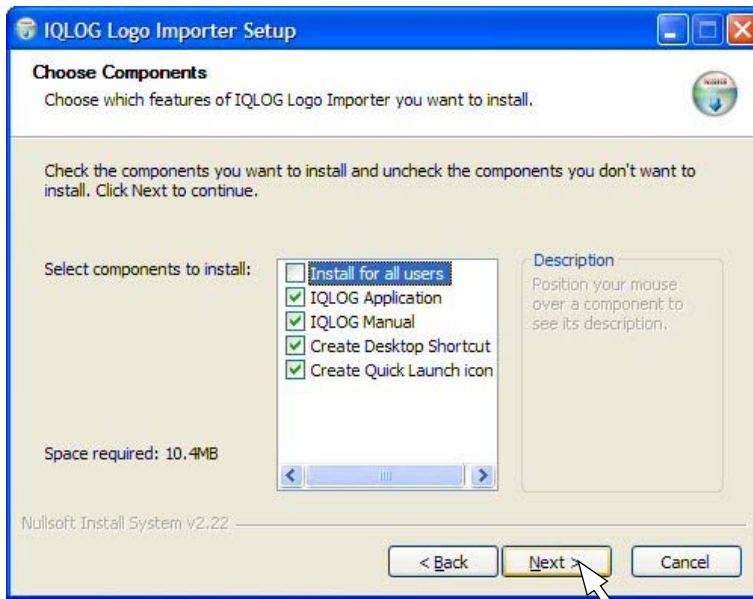 IQLOG Logo Importer Setup
Choose Components
Choose which features of IQLOG Logo Importer you want to install.
Check the components you want to install and uncheck the components you don't want to
install. Click Next to continue.
Select components to install:
Install for all users
IQLOG Application
IQLOG Manual
Create Desktop Shortcut
Create Quick Launch icon
Description
Position your mouse
over a component to
see its description.
Space required: 10.4MB
Nullsoft Install System v2.22
< Back
Next >
Cancel